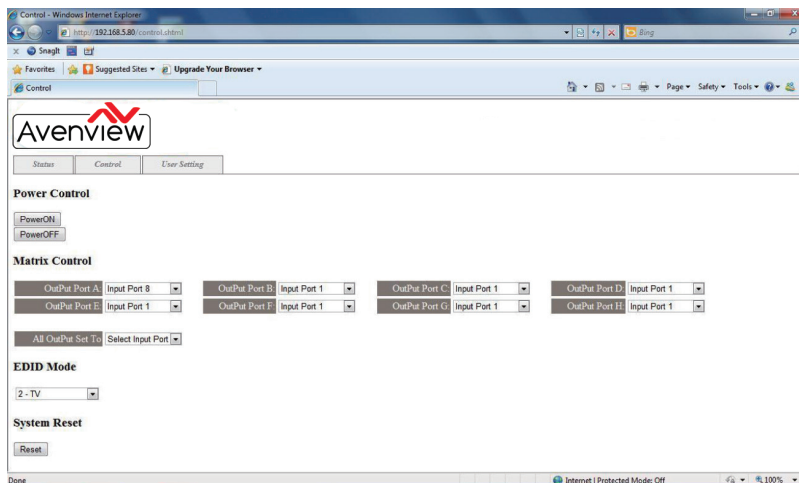 Control - Windows Internet Explorer
http://192.168.5.80/control.shtml
Bing
SnagIt
Favorites Suggested Sites Upgrade Your Browser
Control
Page Safety Tools
Avenview
Status Control User Setting
Power Control
PowerON
PowerOFF
Matrix Control
OutPut Port A: Input Port 8 OutPut Port B: Input Port 1 OutPut Port C: Input Port 1 OutPut Port D: Input Port 1
OutPut Port E: Input Port 1 OutPut Port F: Input Port 1 OutPut Port G: Input Port 1 OutPut Port H: Input Port 1
All OutPut Set To Select Input Port
EDID Mode
2 - TV
System Reset
Reset
Done Internet | Protected Mode: Off 100%